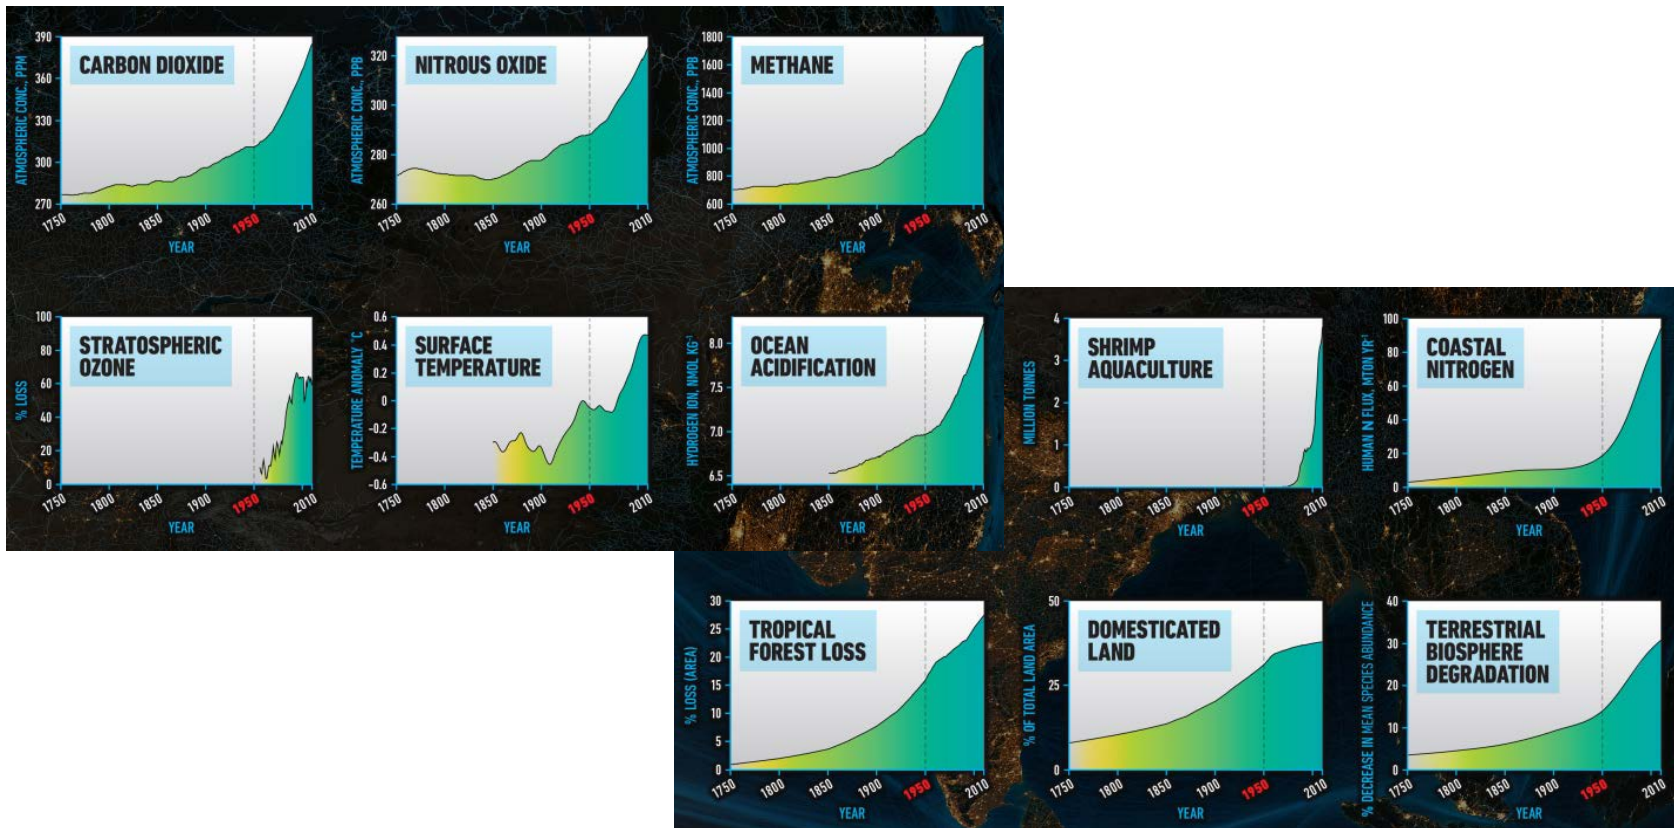 CARBON DIOXIDE
ATMOSPHERIC CONC., PPM
390
360
330
300
270
1750
1800
1850
1900
1950
2010
YEAR
NITROUS OXIDE
ATMOSPHERIC CONC., PPB
320
300
280
260
1750
1800
1850
1900
1950
2010
YEAR
METHANE
ATMOSPHERIC CONC., PPB
1800
1600
1400
1200
1000
800
600
1750
1800
1850
1900
1950
2010
YEAR
STRATOSPHERIC
OZONE
% LOSS
100
80
60
40
20
0
1750
1800
1850
1900
1950
2010
YEAR
SURFACE
TEMPERATURE
TEMPERATURE ANOMALY °C
0.6
0.4
0.2
0
-0.2
-0.4
-0.6
1750
1800
1850
1900
1950
2010
YEAR
OCEAN
ACIDIFICATION
HYDROGEN ION, NMOL KG⁻¹
8.0
7.5
7.0
6.5
1750
1800
1850
1900
1950
2010
YEAR
SHRIMP
AQUACULTURE
MILLION TONNES
4
3
2
1
0
1750
1800
1850
1900
1950
2010
YEAR
COASTAL
NITROGEN
HUMAN N FLUX, MTON YR⁻¹
100
80
60
40
20
0
1750
1800
1850
1900
1950
2010
YEAR
TROPICAL
FOREST LOSS
% LOSS (AREA)
30
25
20
15
10
5
0
1750
1800
1850
1900
1950
2010
YEAR
DOMESTICATED
LAND
% OF TOTAL LAND AREA
50
25
0
1750
1800
1850
1900
1950
2010
YEAR
TERRESTRIAL
BIOSPHERE
DEGRADATION
% DECREASE IN MEAN SPECIES ABUNDANCE
40
30
20
10
0
1750
1800
1850
1900
1950
2010
YEAR